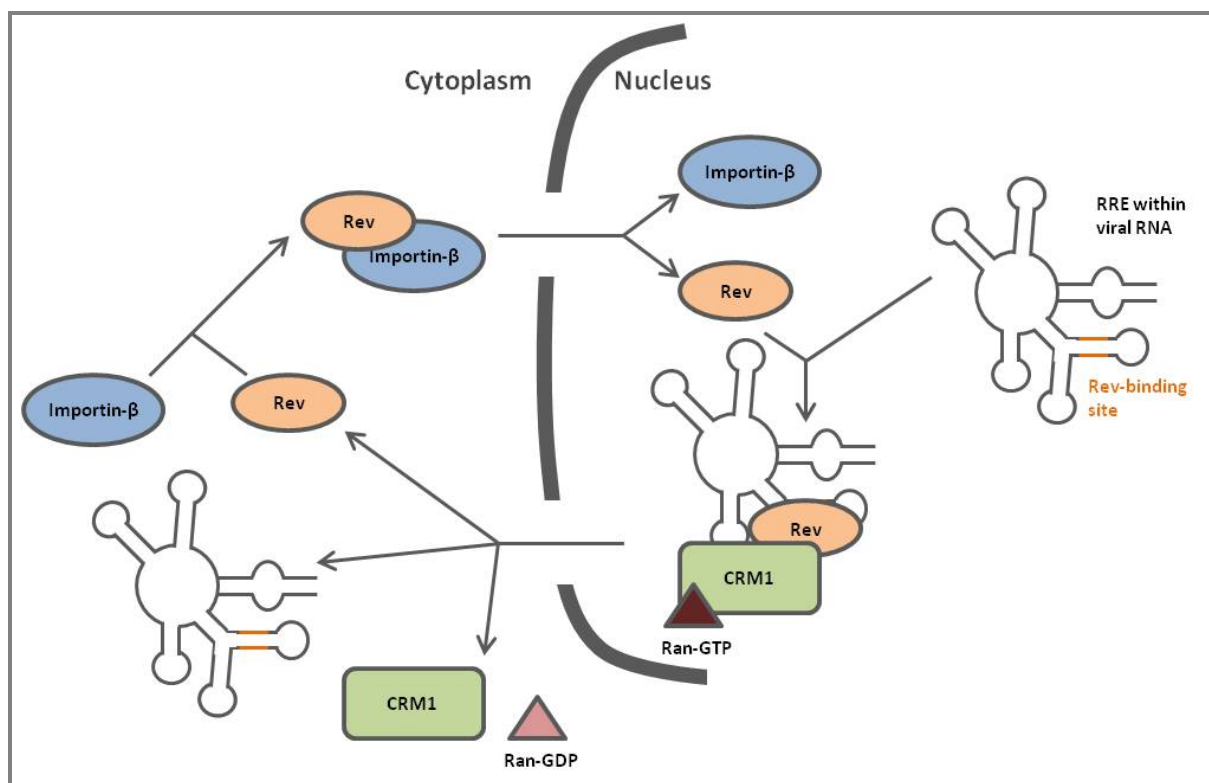 Cytoplasm
Nucleus
Importin-β
Rev
Importin-β
RRE within
viral RNA
Rev
Rev-binding
site
Importin-β
Rev
Rev
CRM1
Ran-GTP
CRM1
Ran-GDP